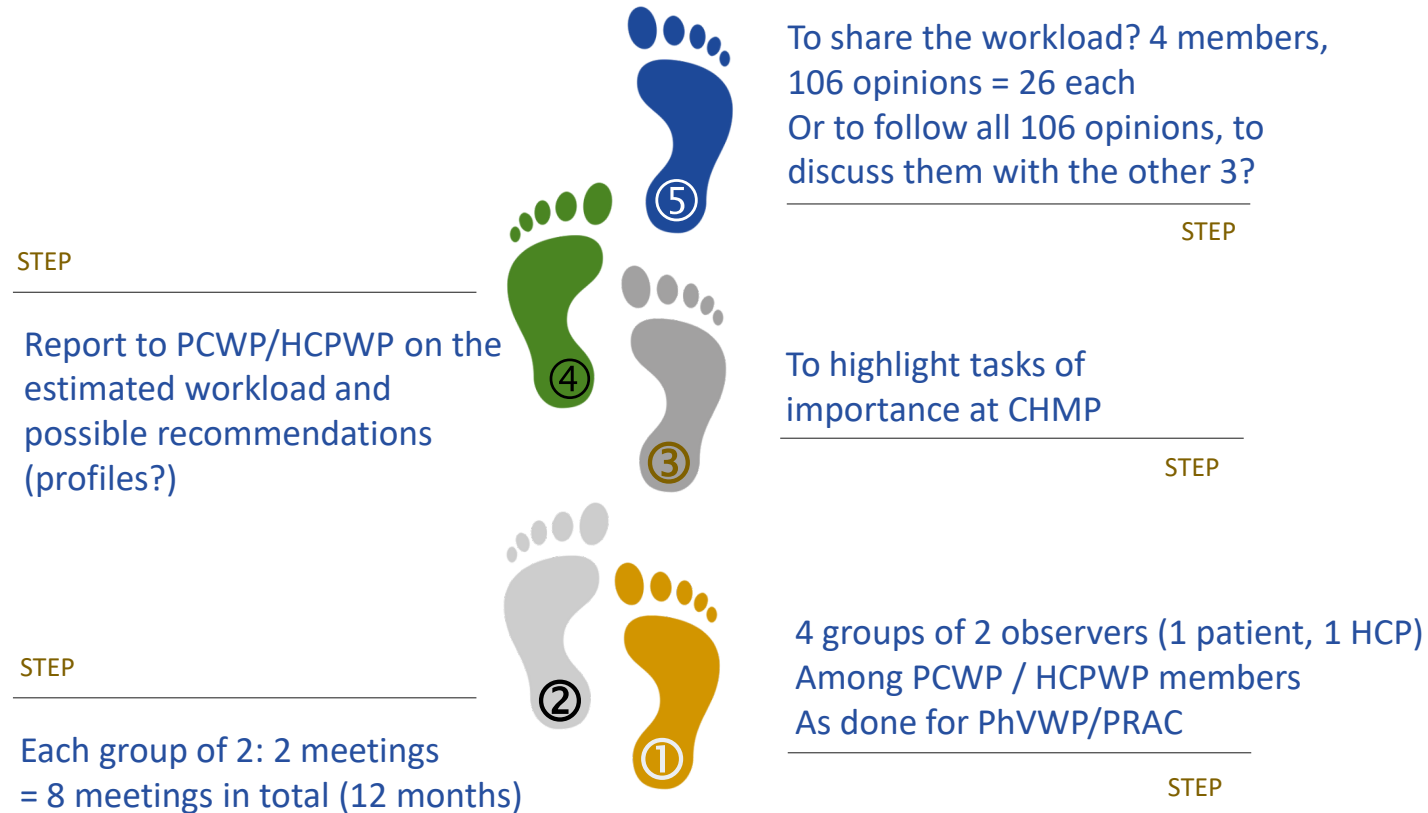 To share the workload? 4 members,
106 opinions = 26 each
Or to follow all 106 opinions, to
discuss them with the other 3?
⑤
STEP
STEP
Report to PCWP/HCPWP on the
estimated workload and
possible recommendations
(profiles?)
④
To highlight tasks of
importance at CHMP
③
STEP
4 groups of 2 observers (1 patient, 1 HCP)
Among PCWP / HCPWP members
As done for PhVWP/PRAC
①
STEP
STEP
②
Each group of 2: 2 meetings
= 8 meetings in total (12 months)